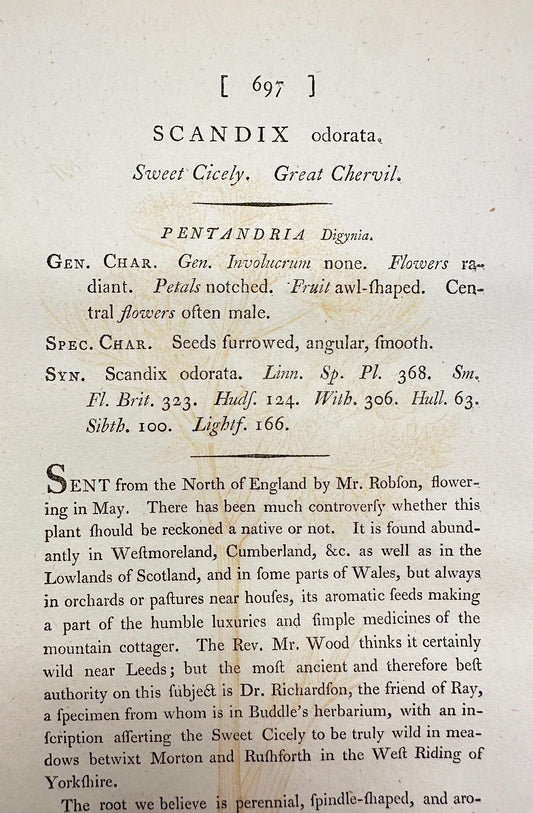 [ 697 ]
SCANDIX odorata.
Sweet Cicely. Great Chervil.
PENTANDRIA Digynia.
GEN. CHAR. Gen. Involucrum none. Flowers ra-
diant. Petals notched. Fruit awl-ſhaped. Cen-
tral flowers often male.
SPEC. CHAR. Seeds furrowed, angular, ſmooth.
SYN. Scandix odorata. Linn. Sp. Pl. 368. Sm.
Fl. Brit. 323. Hudſ. 124. With. 306. Hull. 63.
Sibth. 100. Lightf. 166.
SENT from the North of England by Mr. Robſon, flower-
ing in May. There has been much controverſy whether this
plant ſhould be reckoned a native or not. It is found abund-
antly in Weſtmoreland, Cumberland, &c. as well as in the
Lowlands of Scotland, and in ſome parts of Wales, but always
in orchards or paſtures near houſes, its aromatic ſeeds making
a part of the humble luxuries and ſimple medicines of the
mountain cottager. The Rev. Mr. Wood thinks it certainly
wild near Leeds; but the moſt ancient and therefore beſt
authority on this ſubject is Dr. Richardſon, the friend of Ray,
a ſpecimen from whom is in Buddle's herbarium, with an in-
ſcription aſſerting the Sweet Cicely to be truly wild in mea-
dows betwixt Morton and Ruſhforth in the Weſt Riding of
Yorkſhire.
The root we believe is perennial, ſpindle-ſhaped, and aro-